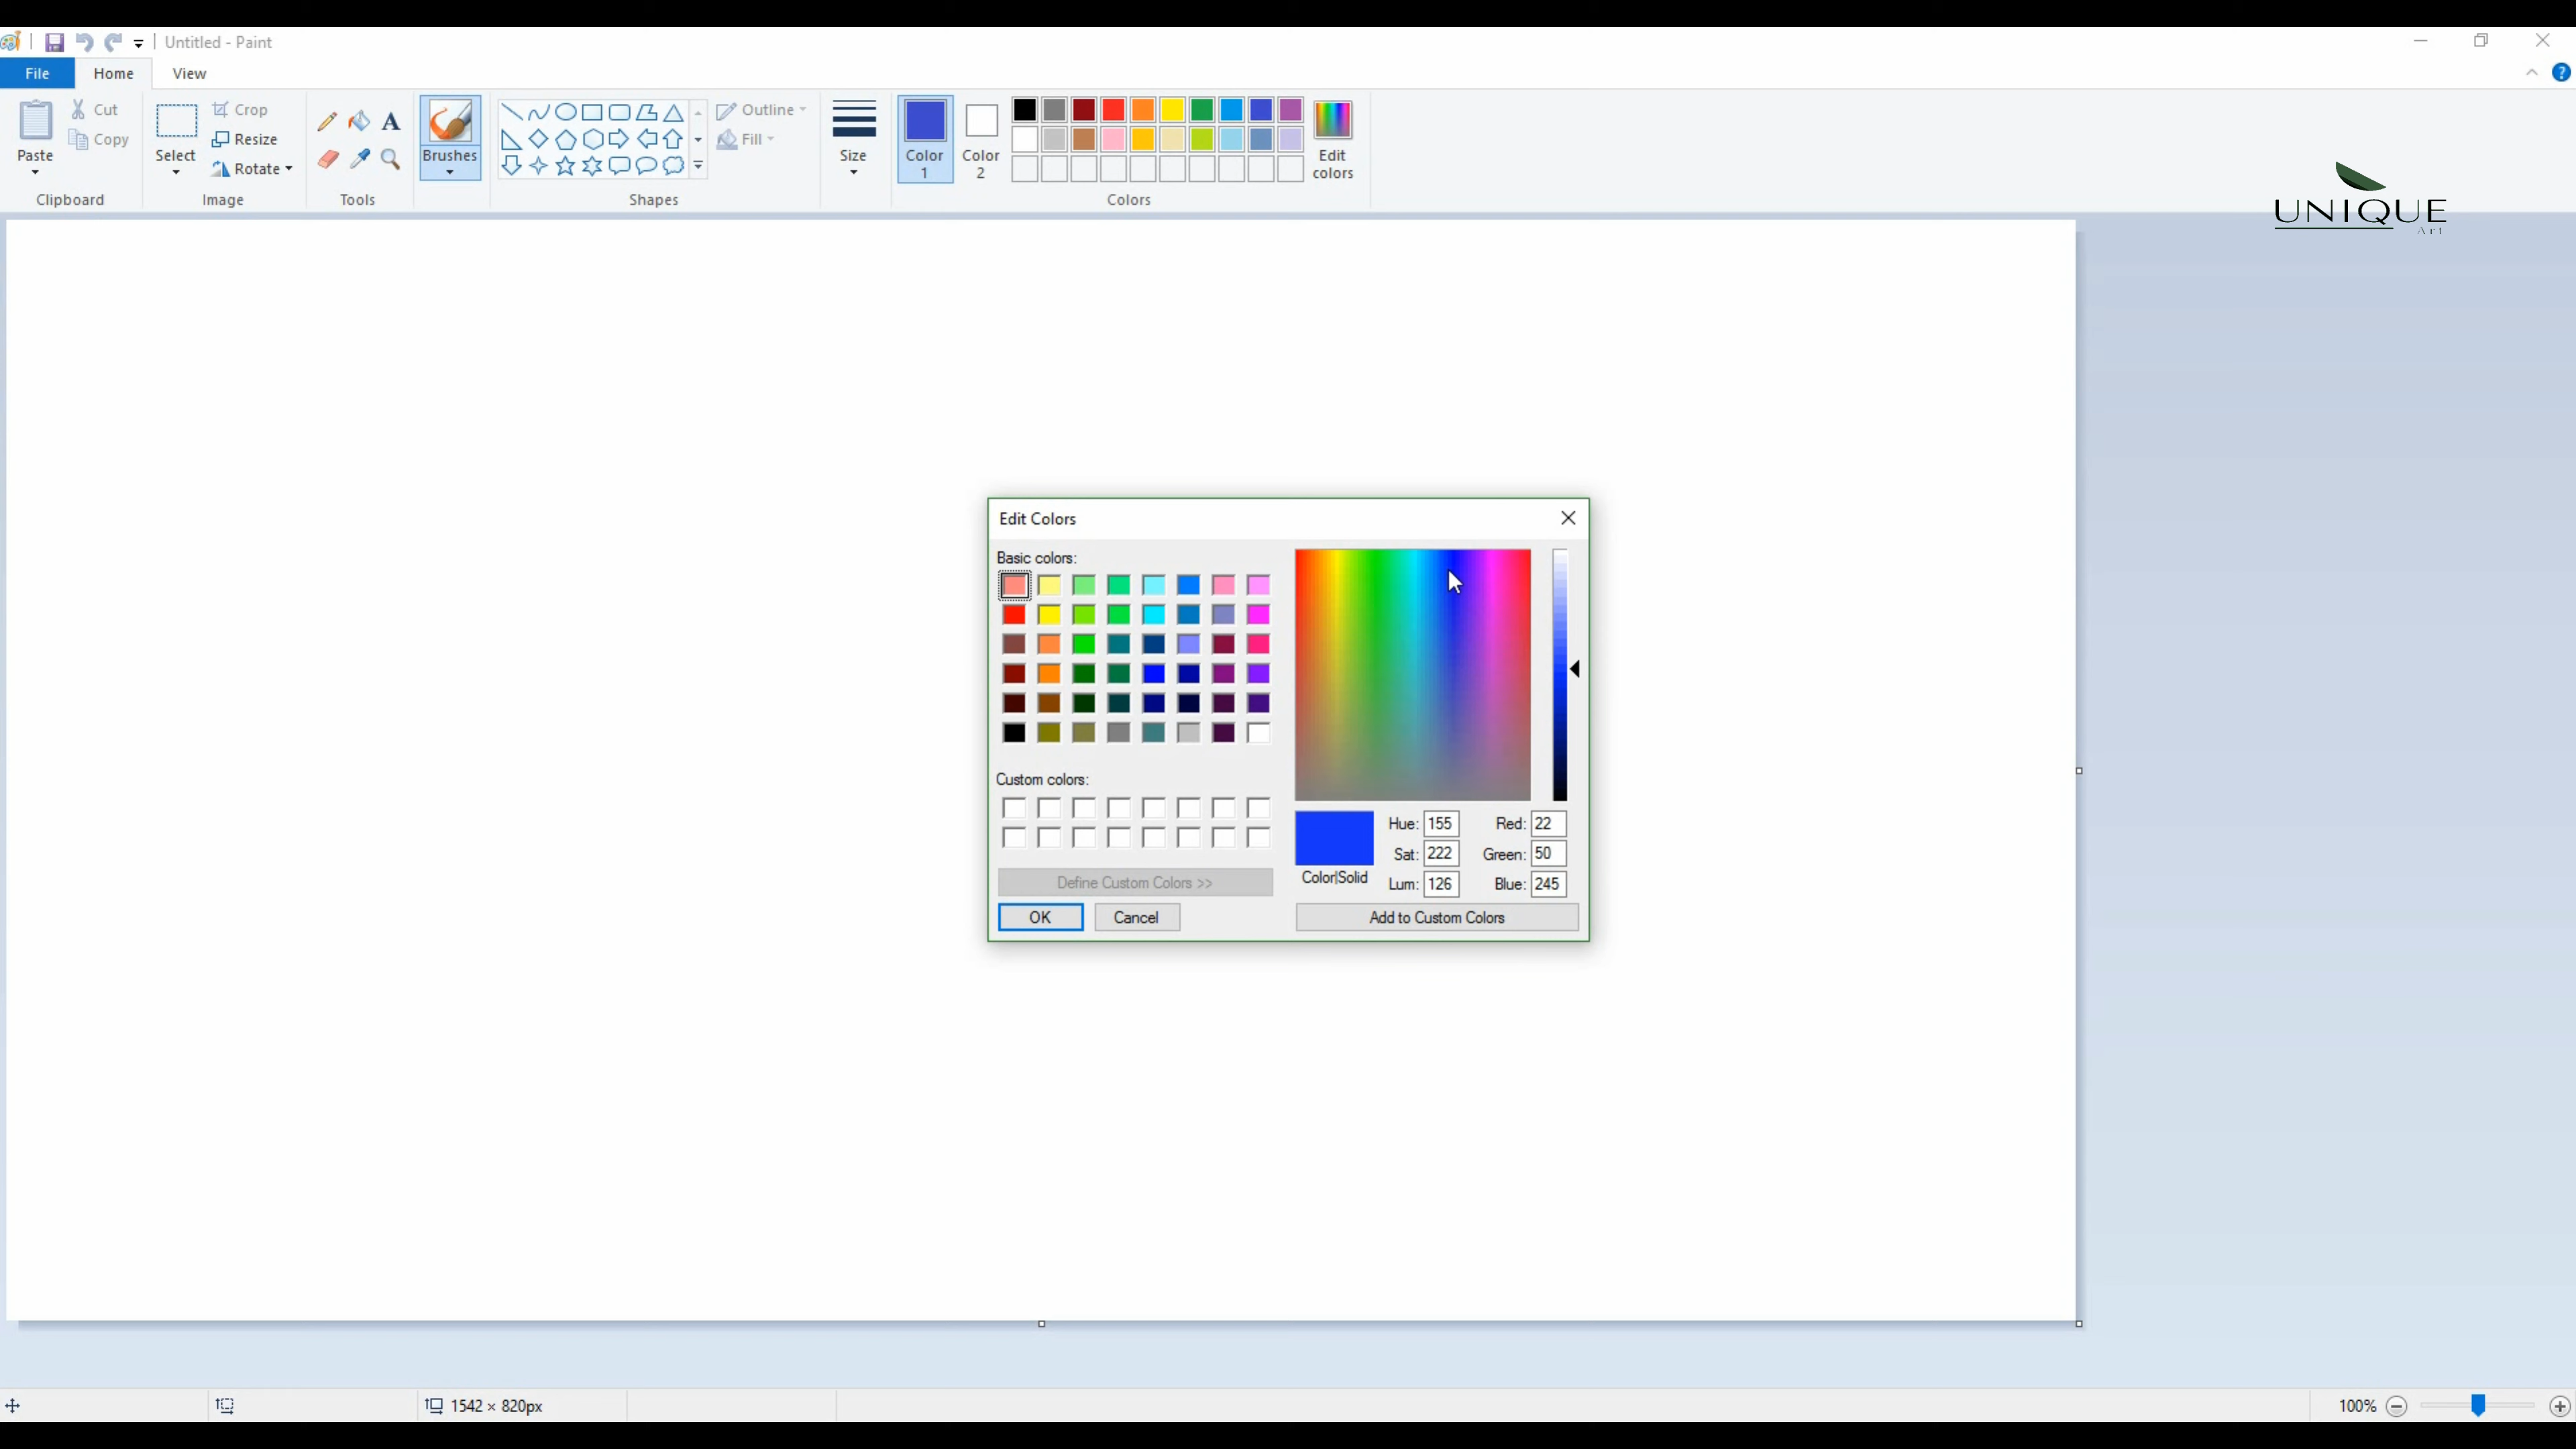 Untitled - Paint
File Home View
Paste
Cut
Copy
Clipboard
Select
Crop
Resize
Rotate
Image
A
Tools
Brushes
Outline
Fill
Shapes
Size
Color 1
Color 2
Edit colors
Colors
UNIQUE
Art
Edit Colors
Basic colors:
Custom colors:
Define Custom Colors >>
OK Cancel
Color|Solid
Hue: 155 Red: 22
Sat: 222 Green: 50
Lum: 126 Blue: 245
Add to Custom Colors
1542 × 820px
100%